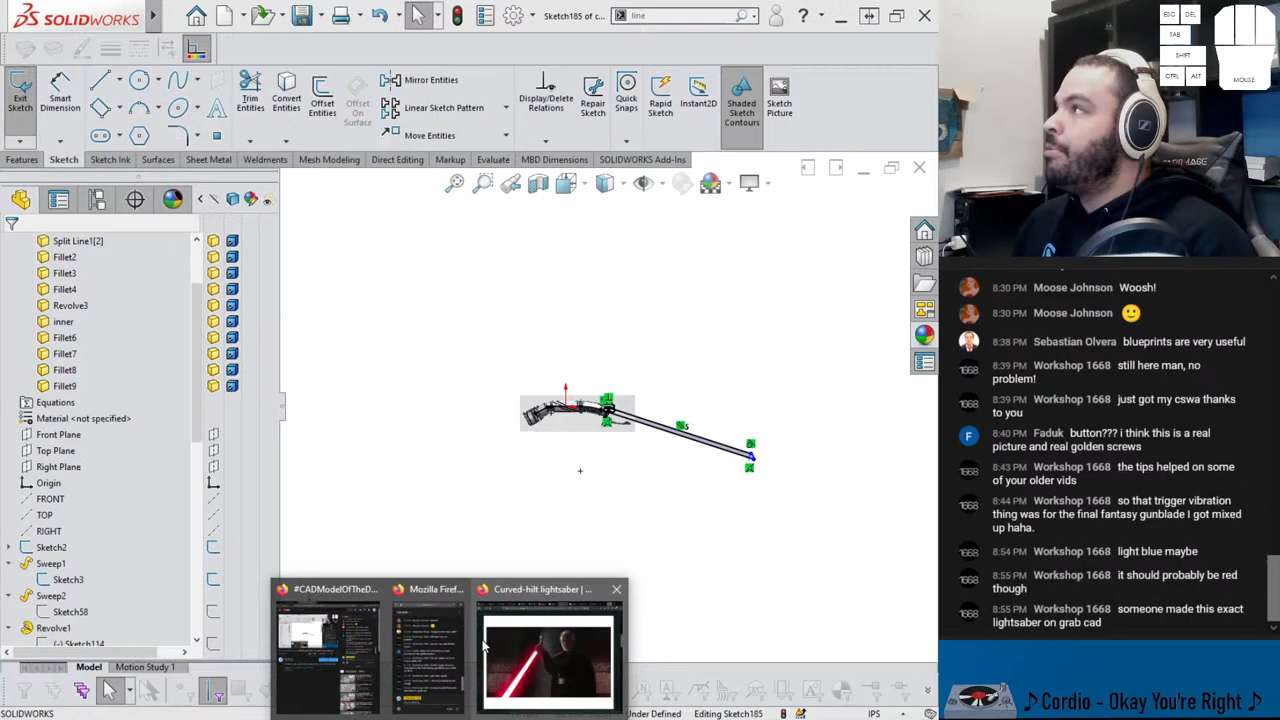 SOLIDWORKS
Sketch185 of c...
line
ESC
DEL
TAB
SHIFT
CTRL
ALT
MOUSE
Exit
Sketch
Smart
Dimension
Trim
Entities
Convert
Entities
Offset
Entities
Offset
On
Surface
Mirror Entities
Linear Sketch Pattern
Move Entities
Display/Delete
Relations
Repair
Sketch
Quick
Snaps
Rapid
Sketch
Instant2D
Shaded
Sketch
Contours
Sketch
Picture
Features
Sketch
Sketch Ink
Surfaces
Sheet Metal
Weldments
Mesh Modeling
Direct Editing
Markup
Evaluate
MBD Dimensions
SOLIDWORKS Add-Ins
Split Line1[2]
Fillet2
Fillet3
Fillet4
Revolve3
inner
Fillet6
Fillet7
Fillet8
Fillet9
Equations
Material <not specified>
Front Plane
Top Plane
Right Plane
Origin
FRONT
TOP
RIGHT
Sketch2
Sweep1
Sketch3
Sweep2
Sketch58
Model
Motion Study
#CADModelOfTheD...
Mozilla Firef...
Curved-hilt lightsaber | ...
SOLIDWORKS
Under Defined
Editing Sketch185
IPS
8:30 PM Moose Johnson Woosh!
8:30 PM Moose Johnson
8:38 PM Sebastian Olvera blueprints are very useful
8:39 PM Workshop 1668 still here man, no
problem!
8:39 PM Workshop 1668 just got my cswa thanks
to you
8:40 PM Faduk button??? i think this is a real
picture and real golden screws
8:43 PM Workshop 1668 the tips helped on some
of your older vids
8:44 PM Workshop 1668 so that trigger vibration
thing was for the final fantasy gunblade I got mixed
up haha.
8:54 PM Workshop 1668 light blue maybe
8:55 PM Workshop 1668 it should probably be red
though
8:55 PM Workshop 1668 someone made this exact
lightsaber on grab cad
♪ Calvio - Okay You're Right ♪